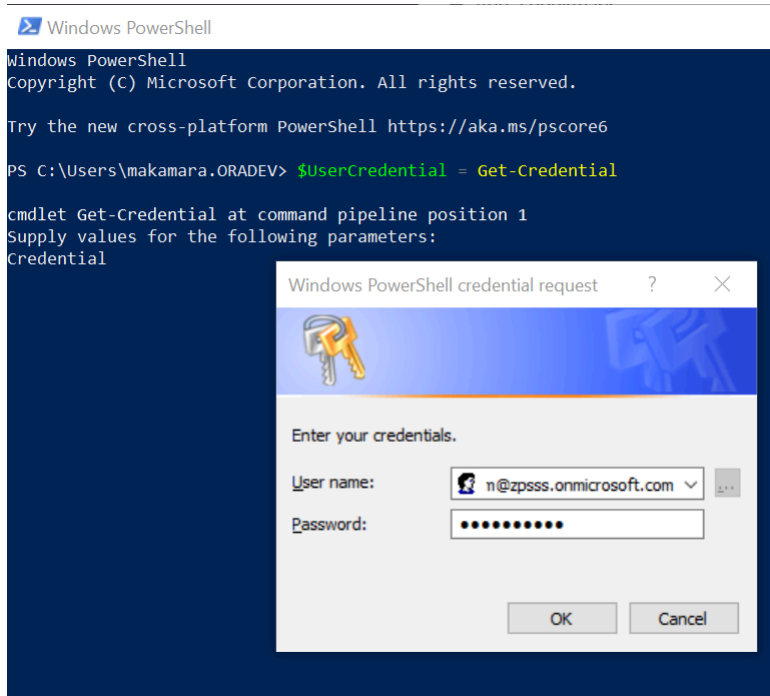 Windows PowerShell
Windows PowerShell
Copyright (C) Microsoft Corporation. All rights reserved.
Try the new cross-platform PowerShell https://aka.ms/pscore6
PS C:\Users\makamara.ORADEV> $UserCredential = Get-Credential
cmdlet Get-Credential at command pipeline position 1
Supply values for the following parameters:
Credential
Windows PowerShell credential request ?
Enter your credentials.
User name: n@zpsss.onmicrosoft.com ...
Password: ●●●●●●●●●●
OK Cancel